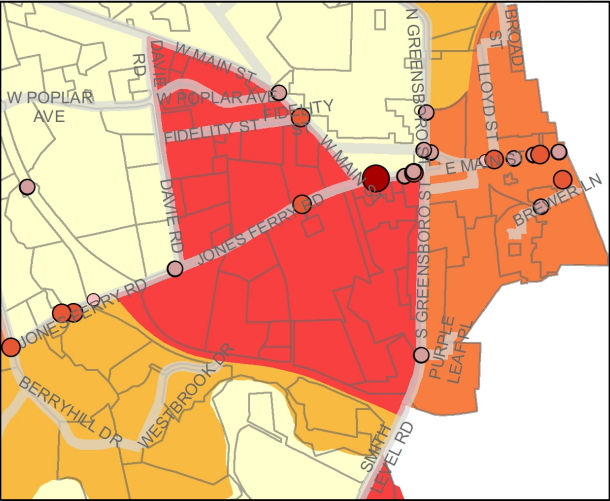 N GREENSBORO S
BROAD
ST
DAVIE
RD
W MAIN ST
LLOYD ST
W POPLAR
AVE
W POPLAR AVE
FIDELITY
S
FIDELITY ST
W MAIN S
E MAIN ST
BREWER LN
DAVIE RD
JONES FERRY RD
S GREENSBORO S
JONES FERRY RD
PURPLE
LEAF PL
WESTBROOK DR
BERRYHILL DR
SMITH
LEVEL RD